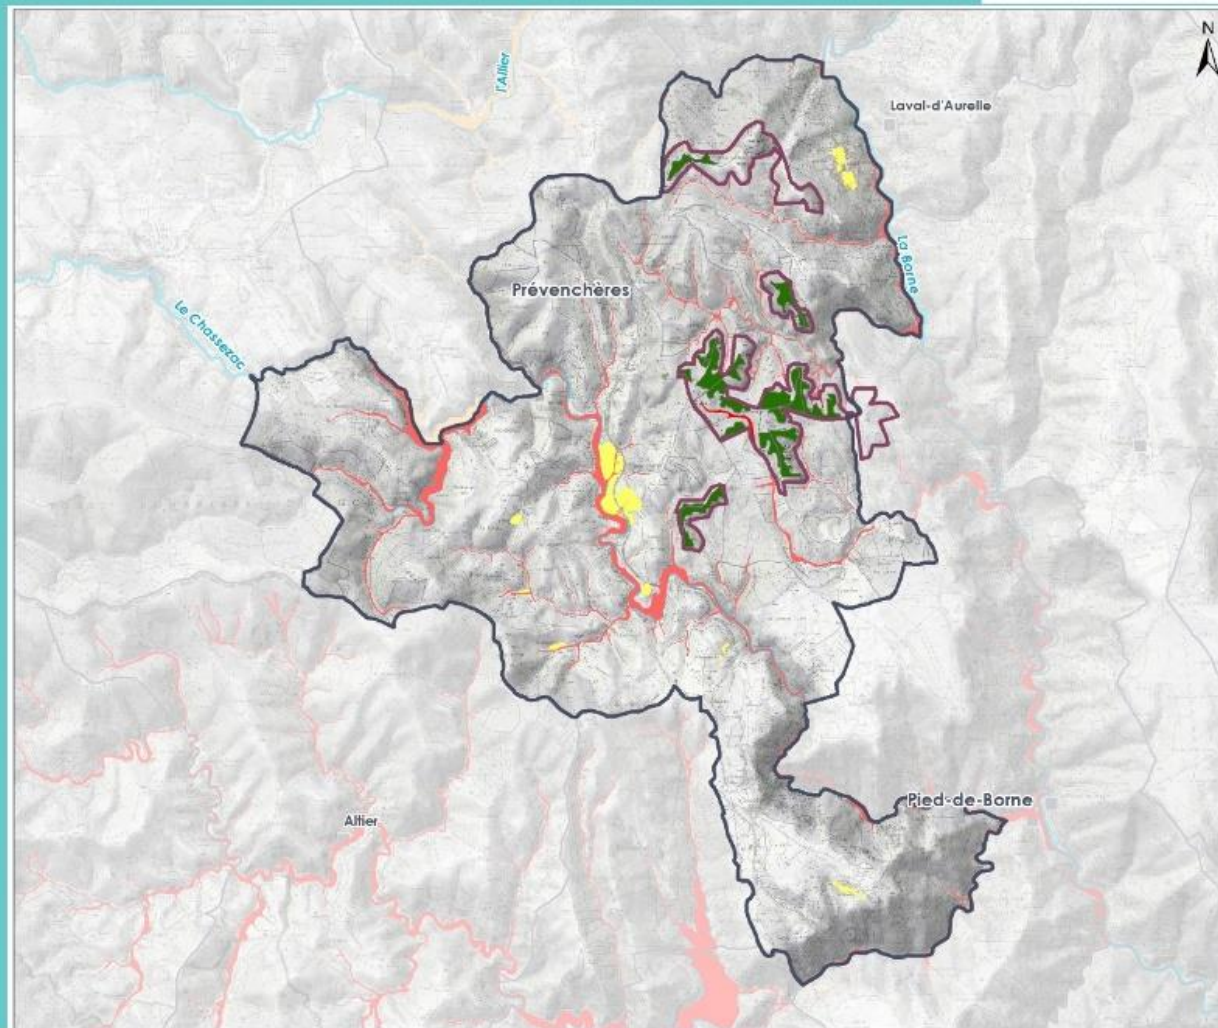 N
l'Allier
Laval-d'Aurelle
La Borne
Prévenchères
Le Chassezac
Pied-de-Borne
Altier